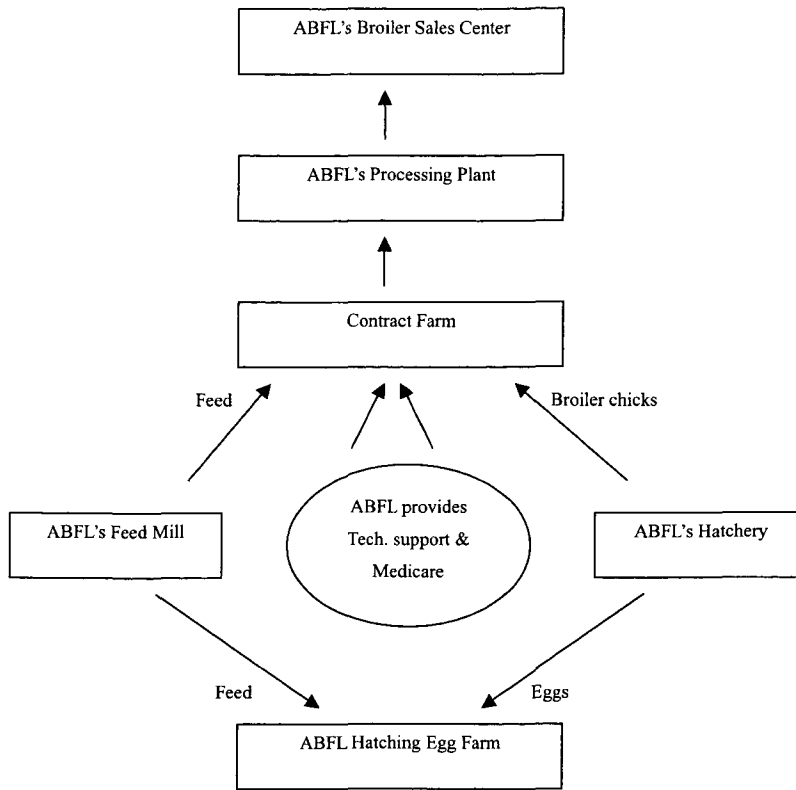 ABFL's Broiler Sales Center
ABFL's Processing Plant
Contract Farm
Feed
Broiler chicks
ABFL provides
Tech. support &
Medicare
ABFL's Feed Mill
ABFL's Hatchery
Feed
Eggs
ABFL Hatching Egg Farm